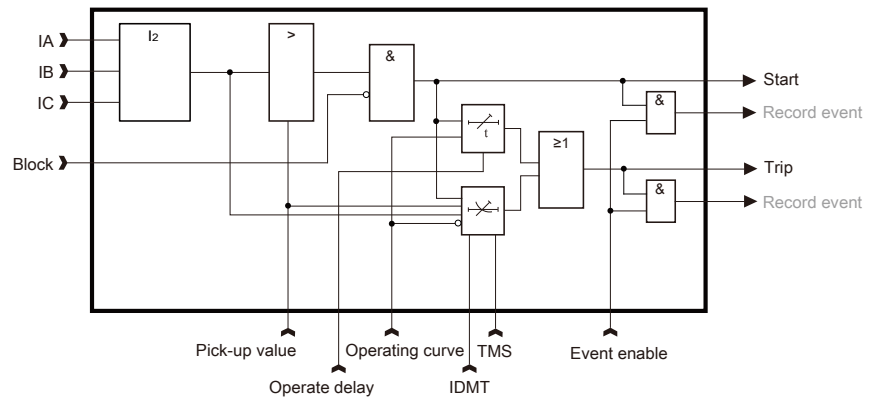 I2
>
&
IA
IB
IC
Block
t
≥1
&
Start
Record event
Trip
&
Record event
Pick-up value
Operating curve
TMS
Event enable
Operate delay
IDMT